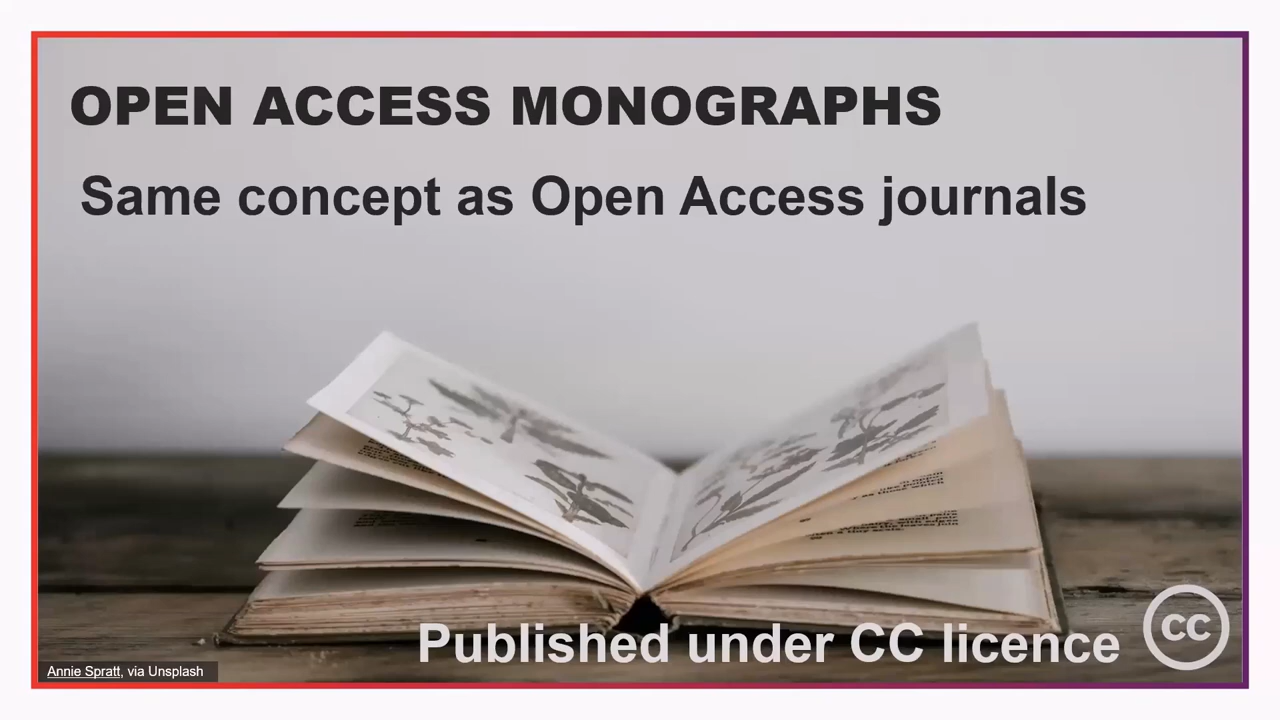 OPEN ACCESS MONOGRAPHS
Same concept as Open Access journals
Published under CC licence
CC
Annie Spratt, via Unsplash